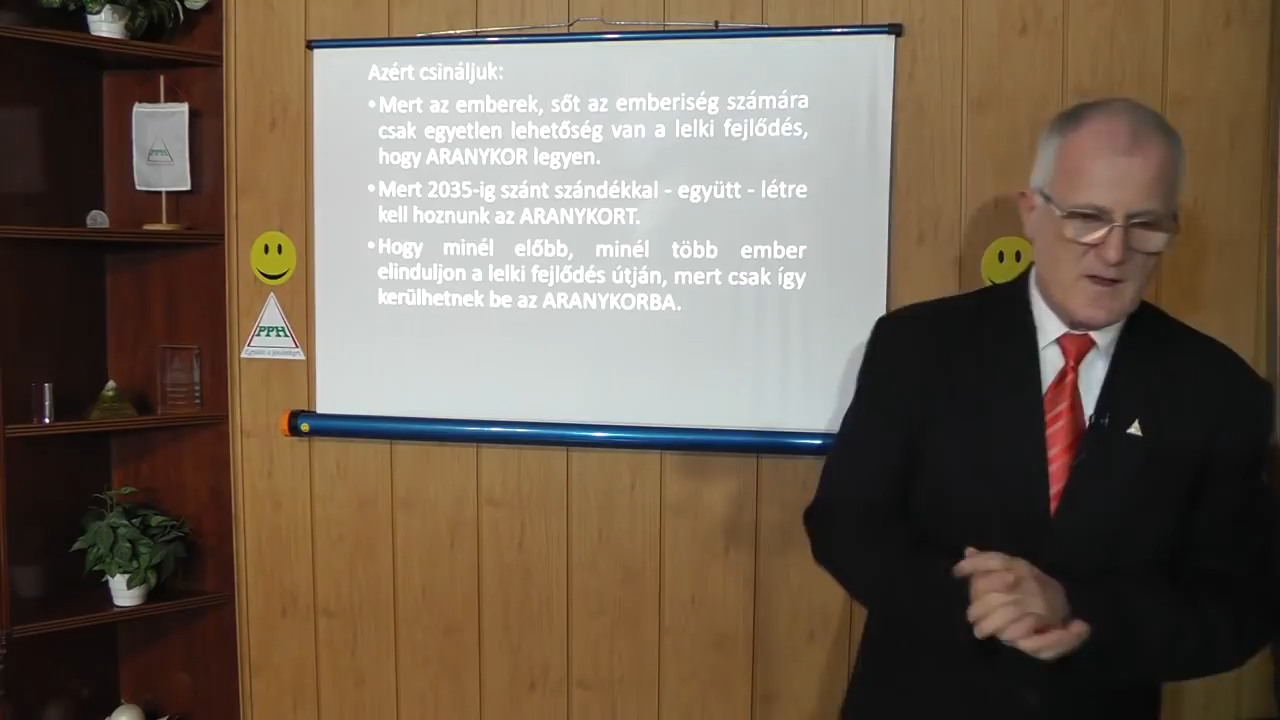 Azért csináljuk:
•Mert az emberek, sőt az emberiség számára
csak egyetlen lehetőség van a lelki fejlődés,
hogy ARANYKOR legyen.
•Mert 2035-ig szánt szándékkal - együtt - létre
kell hoznunk az ARANYKORT.
•Hogy minél előbb, minél több ember
elinduljon a lelki fejlődés útján, mert csak így
kerülhetnek be az ARANYKORBA.
PPH
PPH